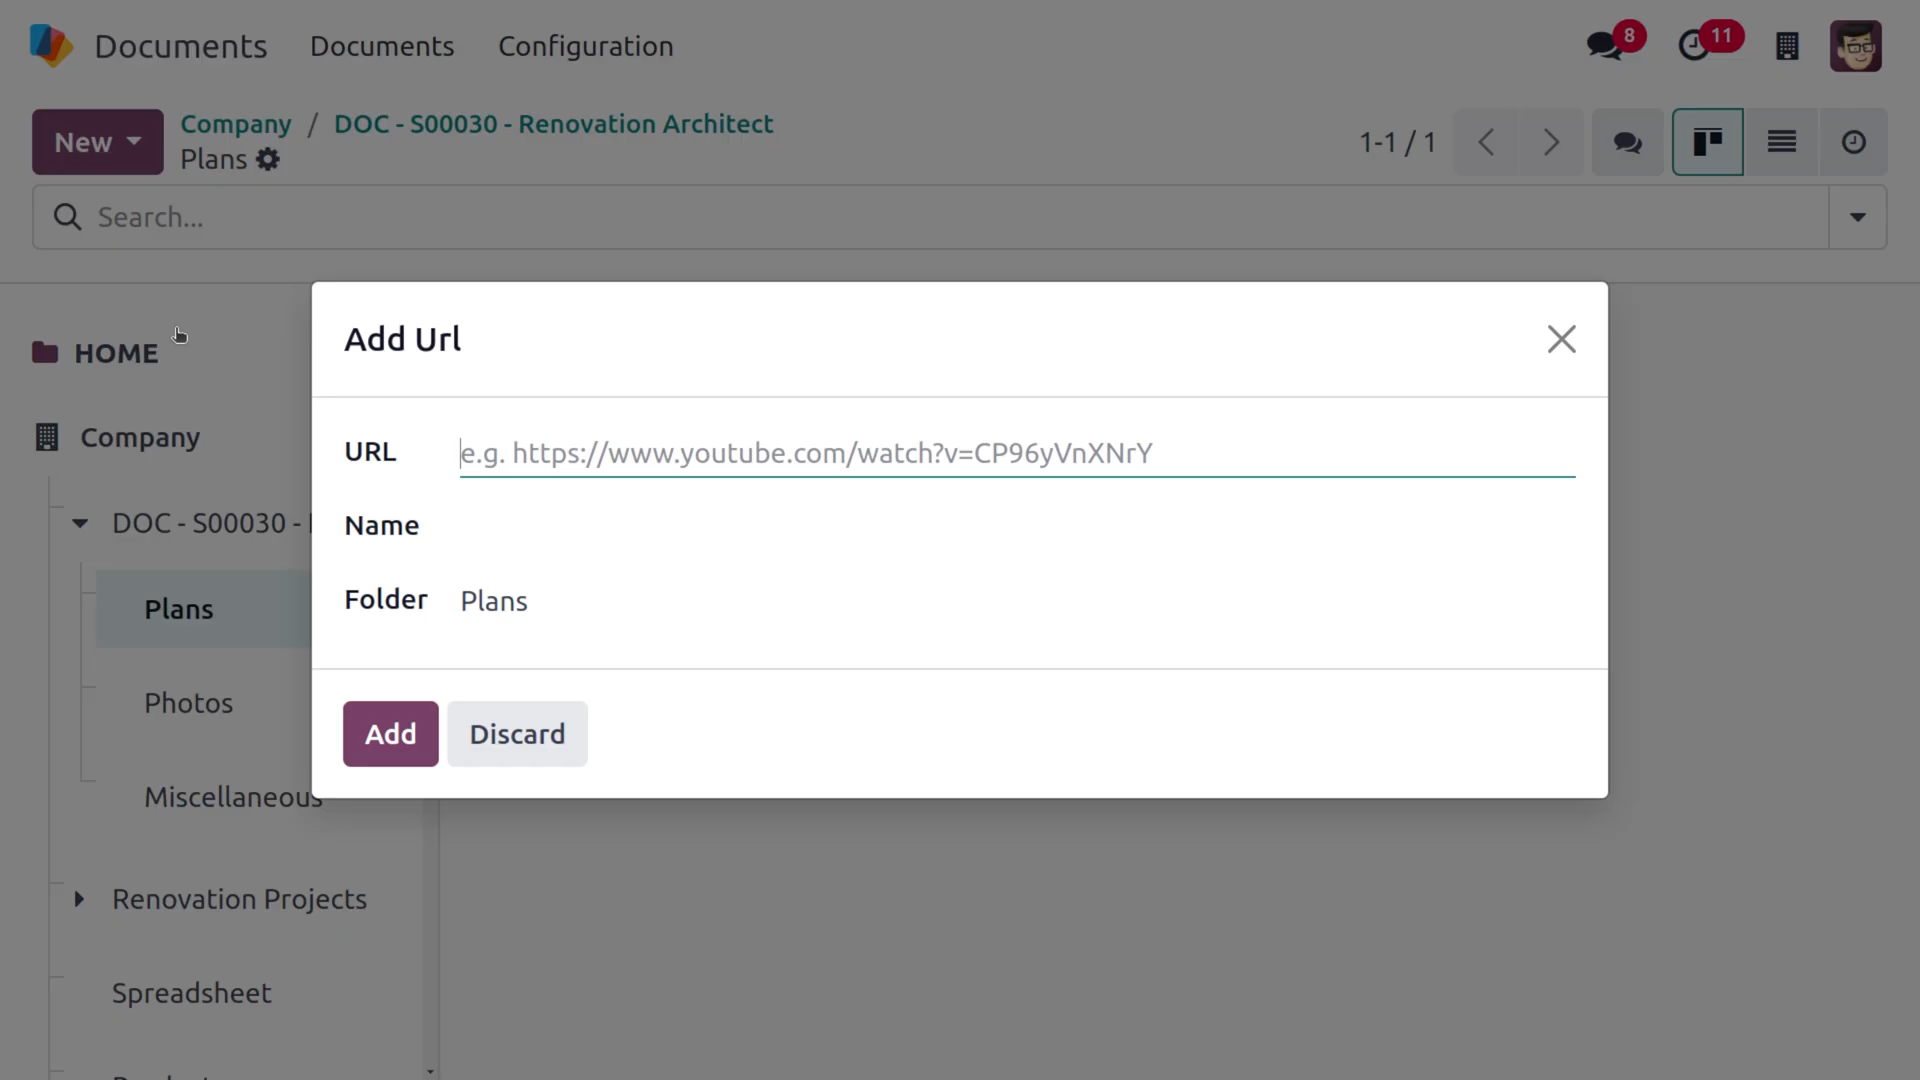 Documents Documents Configuration 8 11
New Company / DOC - S00030 - Renovation Architect 1-1 / 1
Plans
Search...
HOME
Company
DOC - S00030 -
Plans
Photos
Miscellaneous
Renovation Projects
Spreadsheet
Add Url
URL e.g. https://www.youtube.com/watch?v=CP96yVnXNrY
Name
Folder Plans
Add Discard